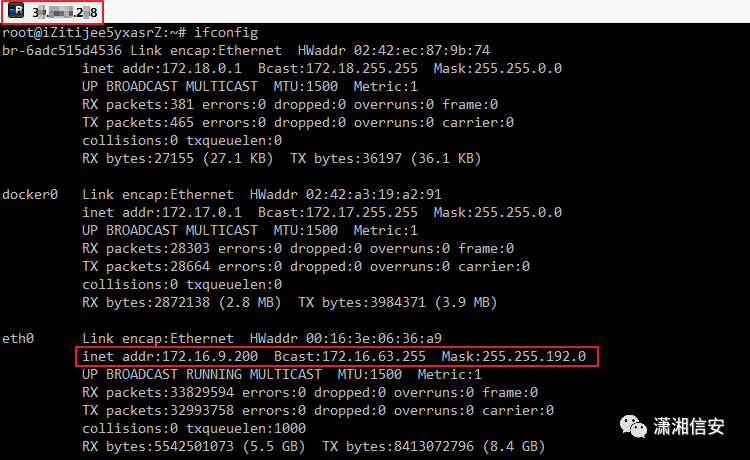 root@iZitijee5yxasrZ:~# ifconfig
br-6adc515d4536 Link encap:Ethernet  HWaddr 02:42:ec:87:9b:74
inet addr:172.18.0.1  Bcast:172.18.255.255  Mask:255.255.0.0
UP BROADCAST MULTICAST  MTU:1500  Metric:1
RX packets:381 errors:0 dropped:0 overruns:0 frame:0
TX packets:465 errors:0 dropped:0 overruns:0 carrier:0
collisions:0 txqueuelen:0
RX bytes:27155 (27.1 KB)  TX bytes:36197 (36.1 KB)
docker0   Link encap:Ethernet  HWaddr 02:42:a3:19:a2:91
inet addr:172.17.0.1  Bcast:172.17.255.255  Mask:255.255.0.0
UP BROADCAST MULTICAST  MTU:1500  Metric:1
RX packets:28303 errors:0 dropped:0 overruns:0 frame:0
TX packets:28664 errors:0 dropped:0 overruns:0 carrier:0
collisions:0 txqueuelen:0
RX bytes:2872138 (2.8 MB)  TX bytes:3984371 (3.9 MB)
eth0      Link encap:Ethernet  HWaddr 00:16:3e:06:36:a9
inet addr:172.16.9.200  Bcast:172.16.63.255  Mask:255.255.192.0
UP BROADCAST RUNNING MULTICAST  MTU:1500  Metric:1
RX packets:33829594 errors:0 dropped:0 overruns:0 frame:0
TX packets:32993758 errors:0 dropped:0 overruns:0 carrier:0
collisions:0 txqueuelen:1000
RX bytes:5542501073 (5.5 GB)  TX bytes:8413072796 (8.4 GB)
潇湘信安